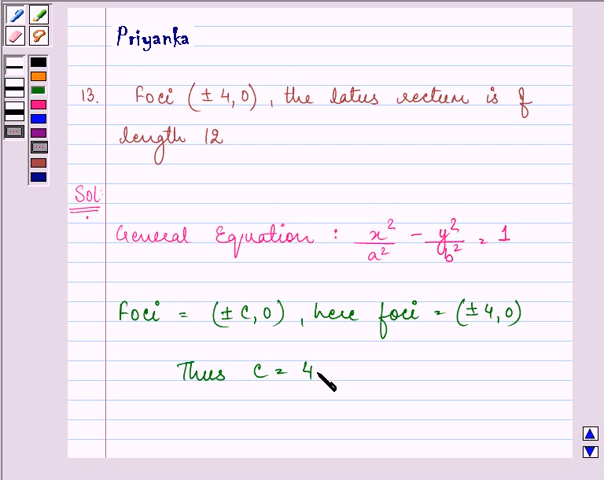 Priyanka
13. Foci (± 4, 0), the latus rectum is of
length 12
Sol:
General Equation : x²/a² - y²/b² = 1
Foci = (± c, 0), here foci = (± 4, 0)
Thus c = 4